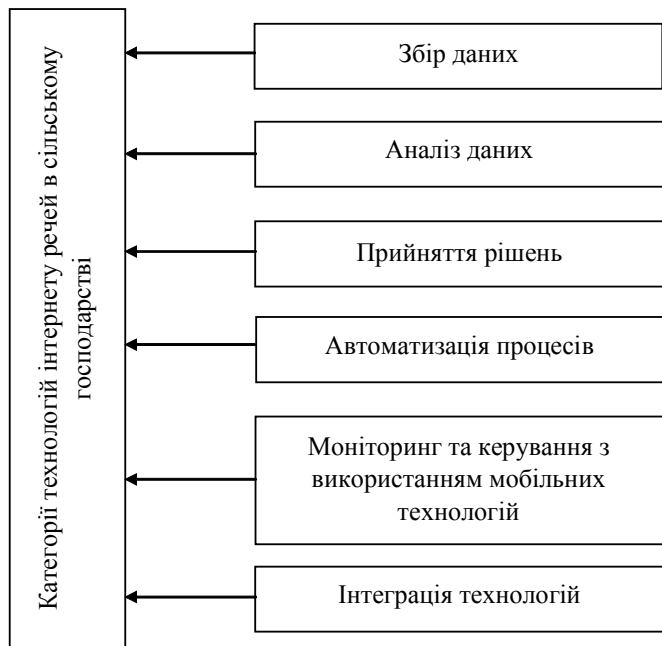 Категорії технологій інтернету речей в сільському
господарстві
Збір даних
Аналіз даних
Прийняття рішень
Автоматизація процесів
Моніторинг та керування з
використанням мобільних
технологій
Інтеграція технологій